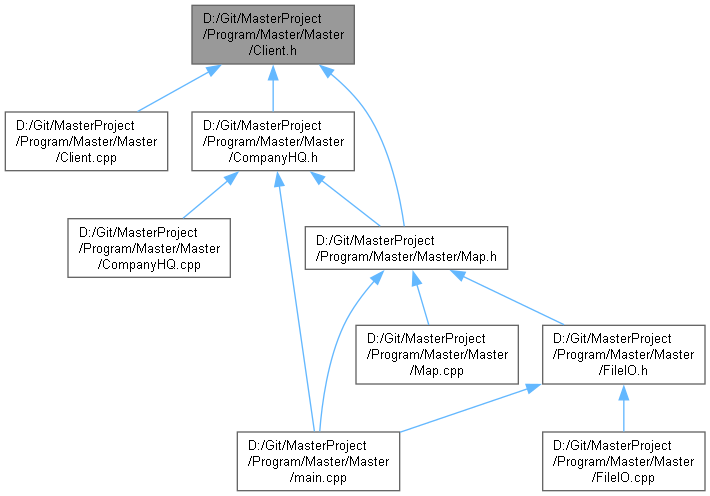 D:/Git/MasterProject
/Program/Master/Master
/Client.h
D:/Git/MasterProject
/Program/Master/Master
/Client.cpp
D:/Git/MasterProject
/Program/Master/Master
/CompanyHQ.h
D:/Git/MasterProject
/Program/Master/Master
/CompanyHQ.cpp
D:/Git/MasterProject
/Program/Master/Master/Map.h
D:/Git/MasterProject
/Program/Master/Master
/Map.cpp
D:/Git/MasterProject
/Program/Master/Master
/FileIO.h
D:/Git/MasterProject
/Program/Master/Master
/main.cpp
D:/Git/MasterProject
/Program/Master/Master
/FileIO.cpp